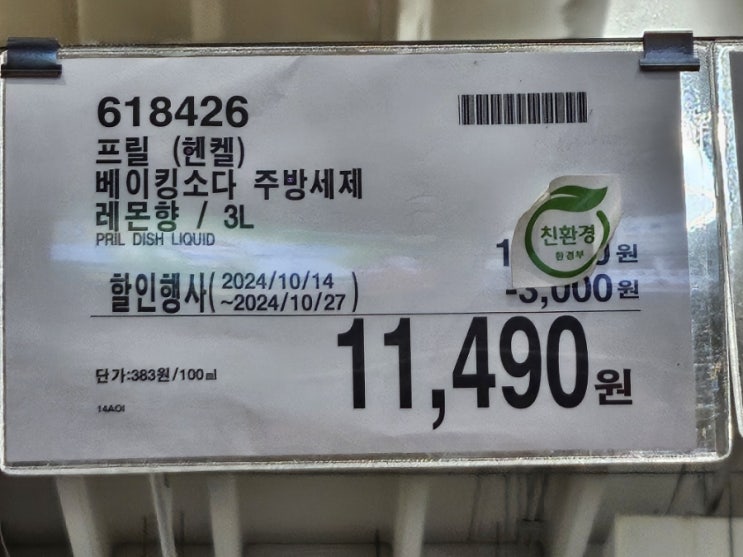 618426
프릴 (헨켈)
베이킹소다 주방세제
레몬향 / 3L
PRIL DISH LIQUID
친환경
환경부
원
할인행사(2024/10/14
~2024/10/27)
-3,000원
11,490원
단가:383원/100ml
14AOI